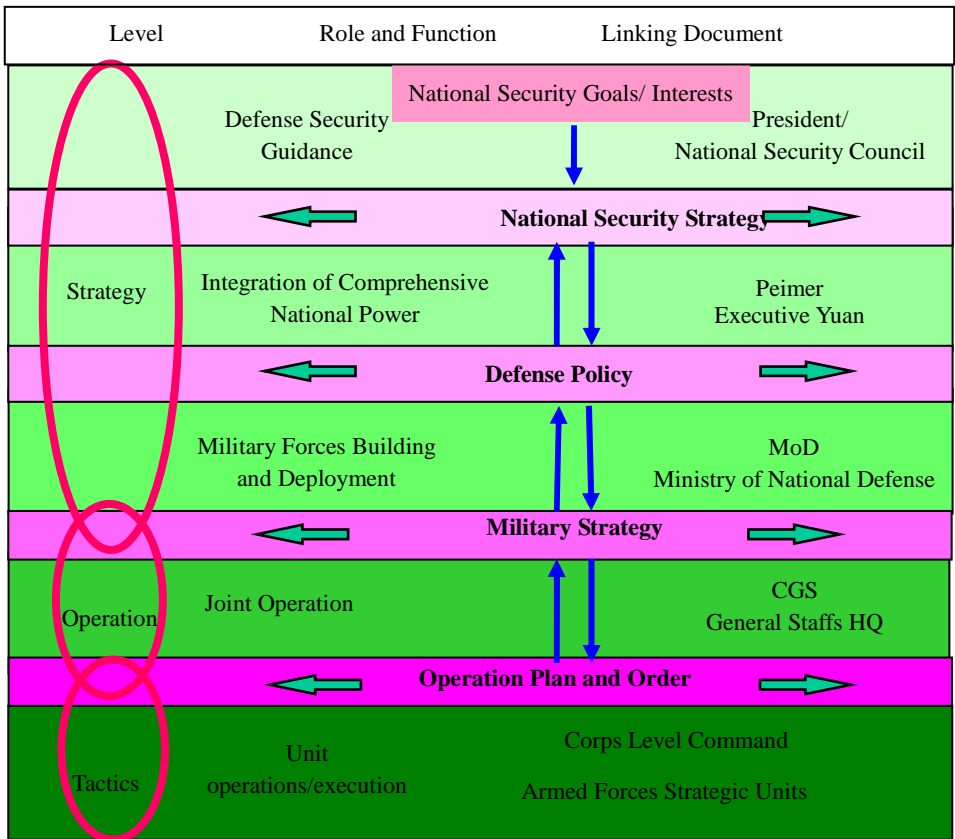 Level Role and Function Linking Document
National Security Goals/ Interests
Defense Security
Guidance
President/
National Security Council
National Security Strategy
Strategy
Integration of Comprehensive
National Power
Peimer
Executive Yuan
Defense Policy
Military Forces Building
and Deployment
MoD
Ministry of National Defense
Military Strategy
Operation
Joint Operation
CGS
General Staffs HQ
Operation Plan and Order
Tactics
Unit
operations/execution
Corps Level Command
Armed Forces Strategic Units